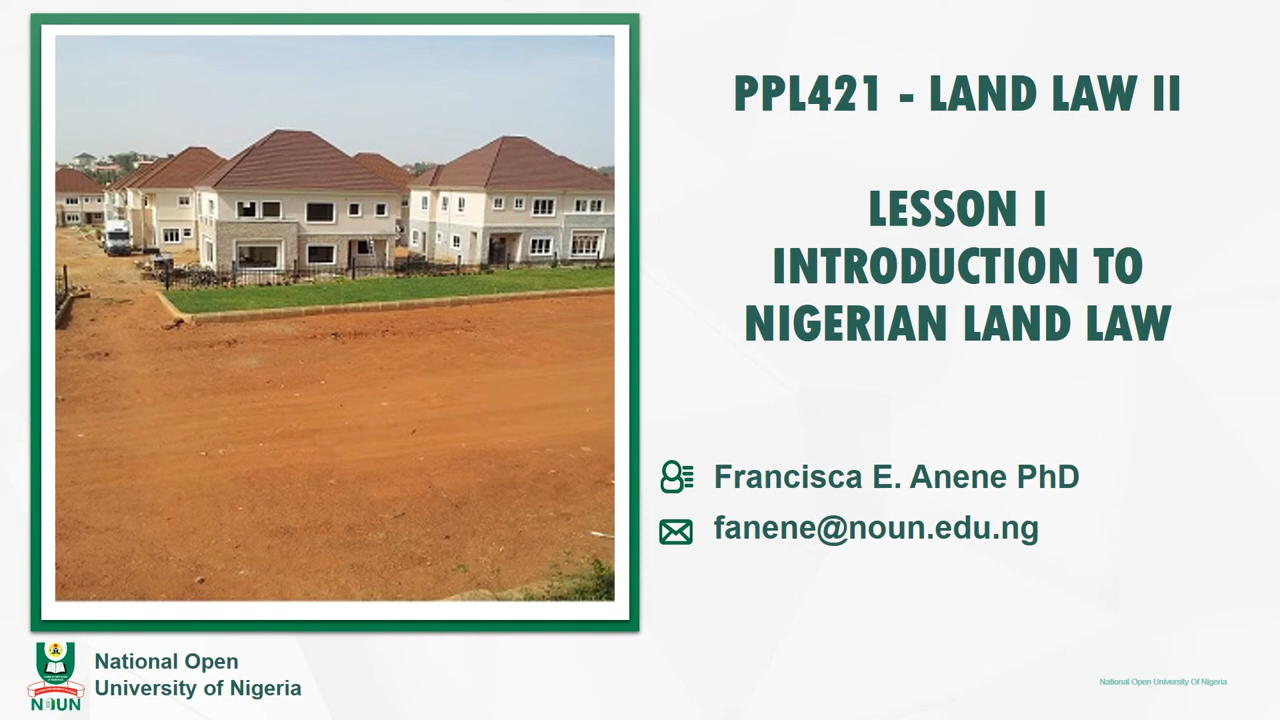 PPL421 - LAND LAW II
LESSON I
INTRODUCTION TO
NIGERIAN LAND LAW
Francisca E. Anene PhD
fanene@noun.edu.ng
NOUN
National Open
University of Nigeria
National Open University Of Nigeria